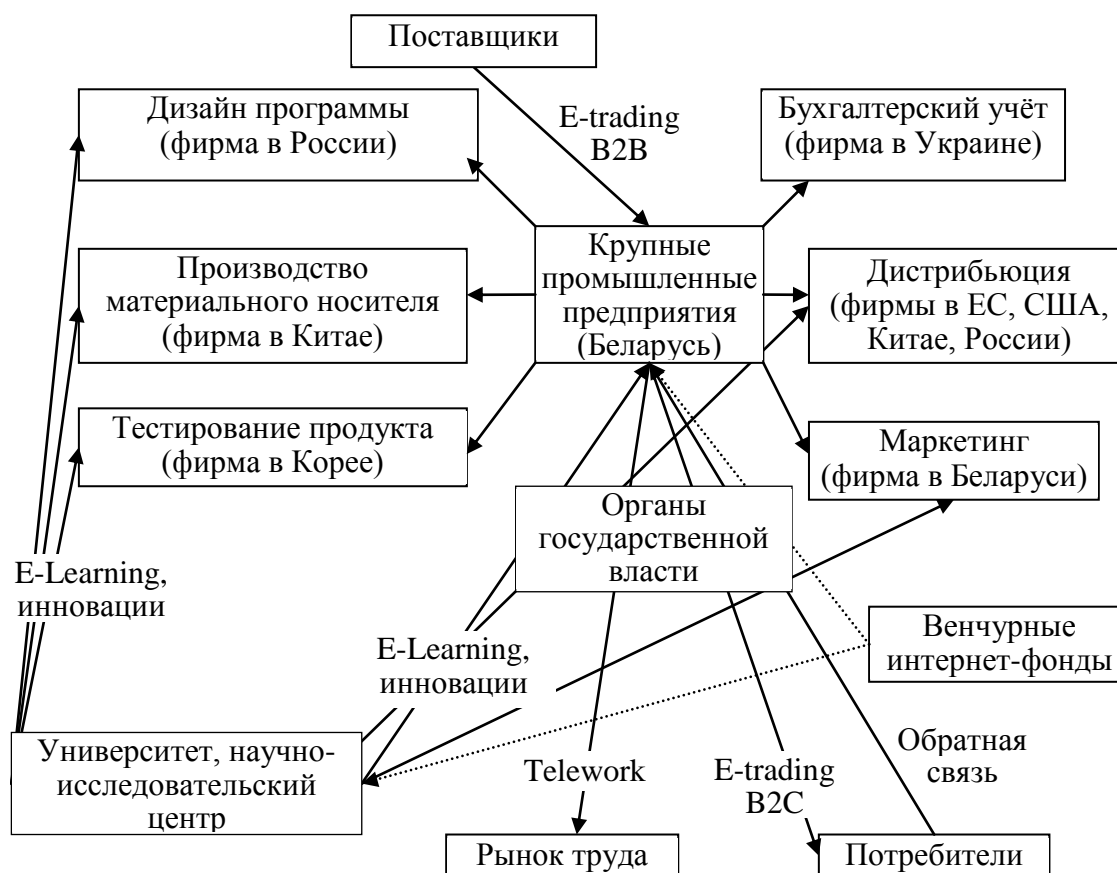 Поставщики
Дизайн программы
(фирма в России)
E-trading
B2B
Бухгалтерский учёт
(фирма в Украине)
Производство
материального носителя
(фирма в Китае)
Крупные
промышленные
предприятия
(Беларусь)
Дистрибьюция
(фирмы в ЕС, США,
Китае, России)
Тестирование продукта
(фирма в Корее)
Маркетинг
(фирма в Беларуси)
Органы
государственной
власти
E-Learning,
инновации
E-Learning,
инновации
Венчурные
интернет-фонды
Университет, научно-
исследовательский
центр
Telework
E-trading
B2C
Обратная
связь
Рынок труда
Потребители